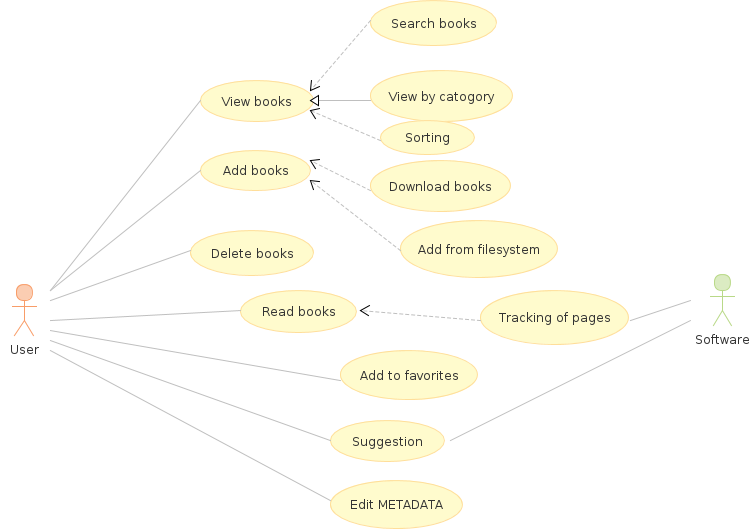 Search books
View books
View by catogory
Sorting
Add books
Download books
Delete books
Add from filesystem
Read books
Tracking of pages
User
Software
Add to favorites
Suggestion
Edit METADATA